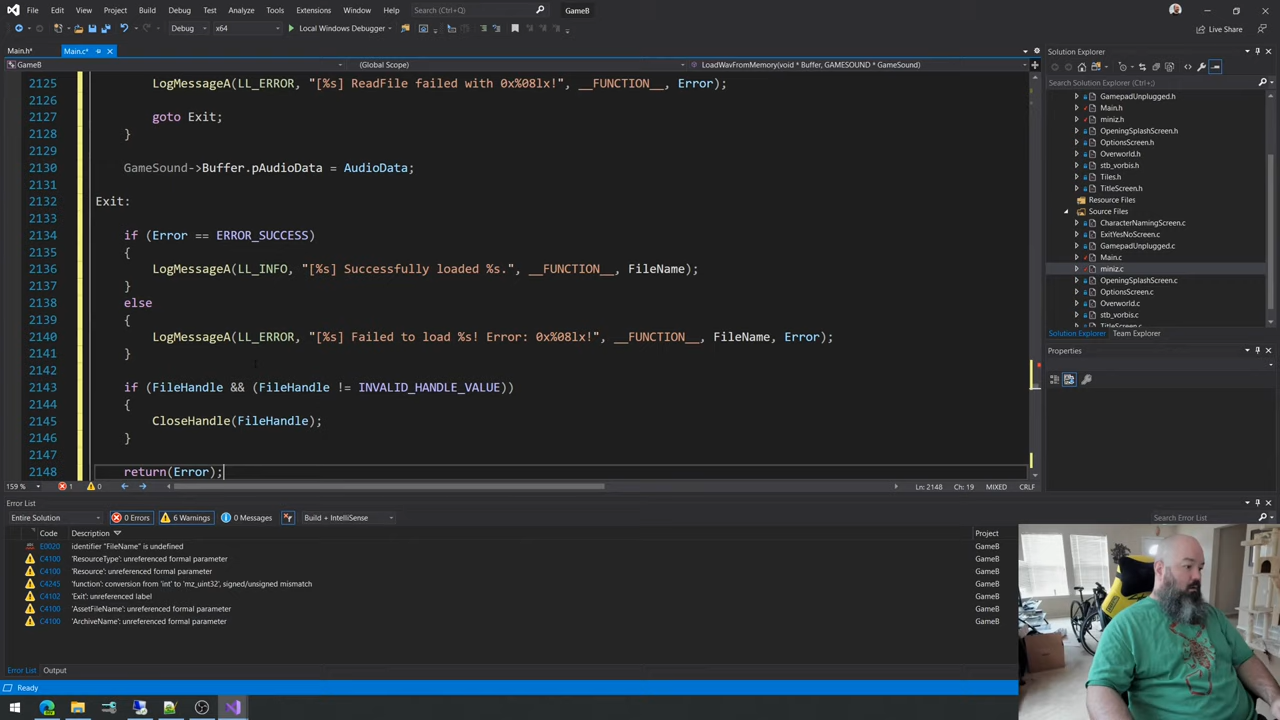 File Edit View Git Project Build Debug Test Analyze Tools Extensions Window Help Search (Ctrl+Q) GameB
Debug x64 Local Windows Debugger Live Share
Main.h* Main.c* Solution Explorer
GameB (Global Scope) LoadWavFromMemory(void * Buffer, GAMESOUND * GameSound)
Search Solution Explorer (Ctrl+;)
2125 LogMessageA(LL_ERROR, "[%s] ReadFile failed with 0x%08lx!", __FUNCTION__, Error);
2126
2127 goto Exit;
2128 }
2129
2130 GameSound->Buffer.pAudioData = AudioData;
2131
2132 Exit:
2133
2134 if (Error == ERROR_SUCCESS)
2135 {
2136 LogMessageA(LL_INFO, "[%s] Successfully loaded %s.", __FUNCTION__, FileName);
2137 }
2138 else
2139 {
2140 LogMessageA(LL_ERROR, "[%s] Failed to load %s! Error: 0x%08lx!", __FUNCTION__, FileName, Error);
2141 }
2142
2143 if (FileHandle && (FileHandle != INVALID_HANDLE_VALUE))
2144 {
2145 CloseHandle(FileHandle);
2146 }
2147
2148 return(Error);
GamepadUnplugged.h
Main.h
miniz.h
OpeningSplashScreen.h
OptionsScreen.h
Overworld.h
stb_vorbis.h
Tiles.h
TitleScreen.h
Resource Files
Source Files
CharacterNamingScreen.c
ExitYesNoScreen.c
GamepadUnplugged.c
Main.c
miniz.c
OpeningSplashScreen.c
OptionsScreen.c
Overworld.c
stb_vorbis.c
TitleScreen.c
Solution Explorer Team Explorer
Properties
159 % 1 0 Ln: 2148 Ch: 19 MIXED CRLF
Error List
Entire Solution 0 Errors 6 Warnings 0 Messages Build + IntelliSense Search Error List
Code Description Project
E0020 identifier "FileName" is undefined GameB
C4100 'ResourceType': unreferenced formal parameter GameB
C4100 'Resource': unreferenced formal parameter GameB
C4245 'function': conversion from 'int' to 'mz_uint32', signed/unsigned mismatch GameB
C4102 'Exit': unreferenced label GameB
C4100 'AssetFileName': unreferenced formal parameter GameB
C4100 'ArchiveName': unreferenced formal parameter GameB
Error List Output
Ready